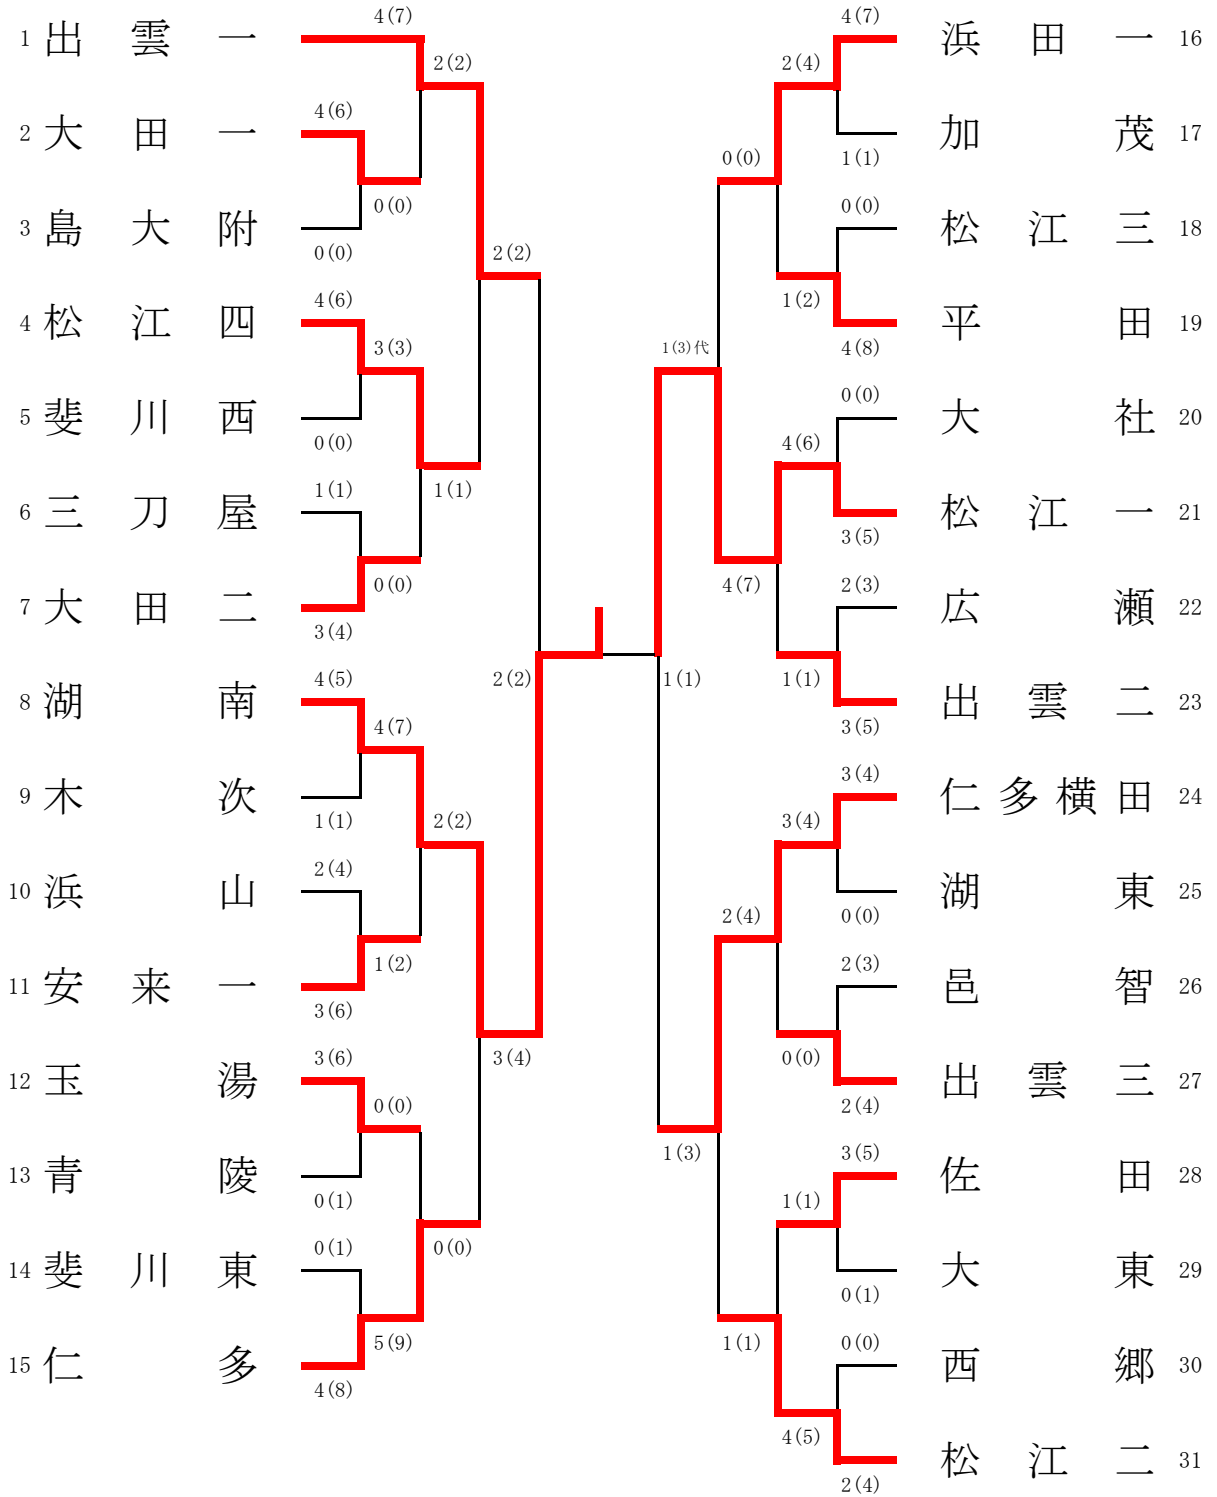 4(7)
1 出雲一
2(2)
4(6)
2 大田一
0(0)
3 島大附
0(0)
2(2)
4(6)
4 松江四
3(3)
5 斐川西
0(0)
1(1)
1(1)
6 三刀屋
0(0)
7 大田二
3(4)
2(2)
4(5)
8 湖南
4(7)
9 木次
1(1)
2(2)
2(4)
10 浜山
1(2)
11 安来一
3(6)
3(4)
3(6)
12 玉湯
0(0)
13 青陵
0(1)
0(1)
0(0)
14 斐川東
5(9)
15 仁多
4(8)
4(7)
浜田一 16
2(4)
加茂 17
0(0)
1(1)
0(0)
松江三 18
1(2)
平田 19
1(3)代
4(8)
0(0)
大社 20
4(6)
松江一 21
3(5)
4(7)
2(3)
広瀬 22
1(1)
1(1)
出雲二 23
3(5)
3(4)
仁多横田 24
3(4)
湖東 25
2(4)
0(0)
2(3)
邑智 26
0(0)
出雲三 27
2(4)
1(3)
3(5)
佐田 28
1(1)
大東 29
0(1)
1(1)
0(0)
西郷 30
4(5)
松江二 31
2(4)